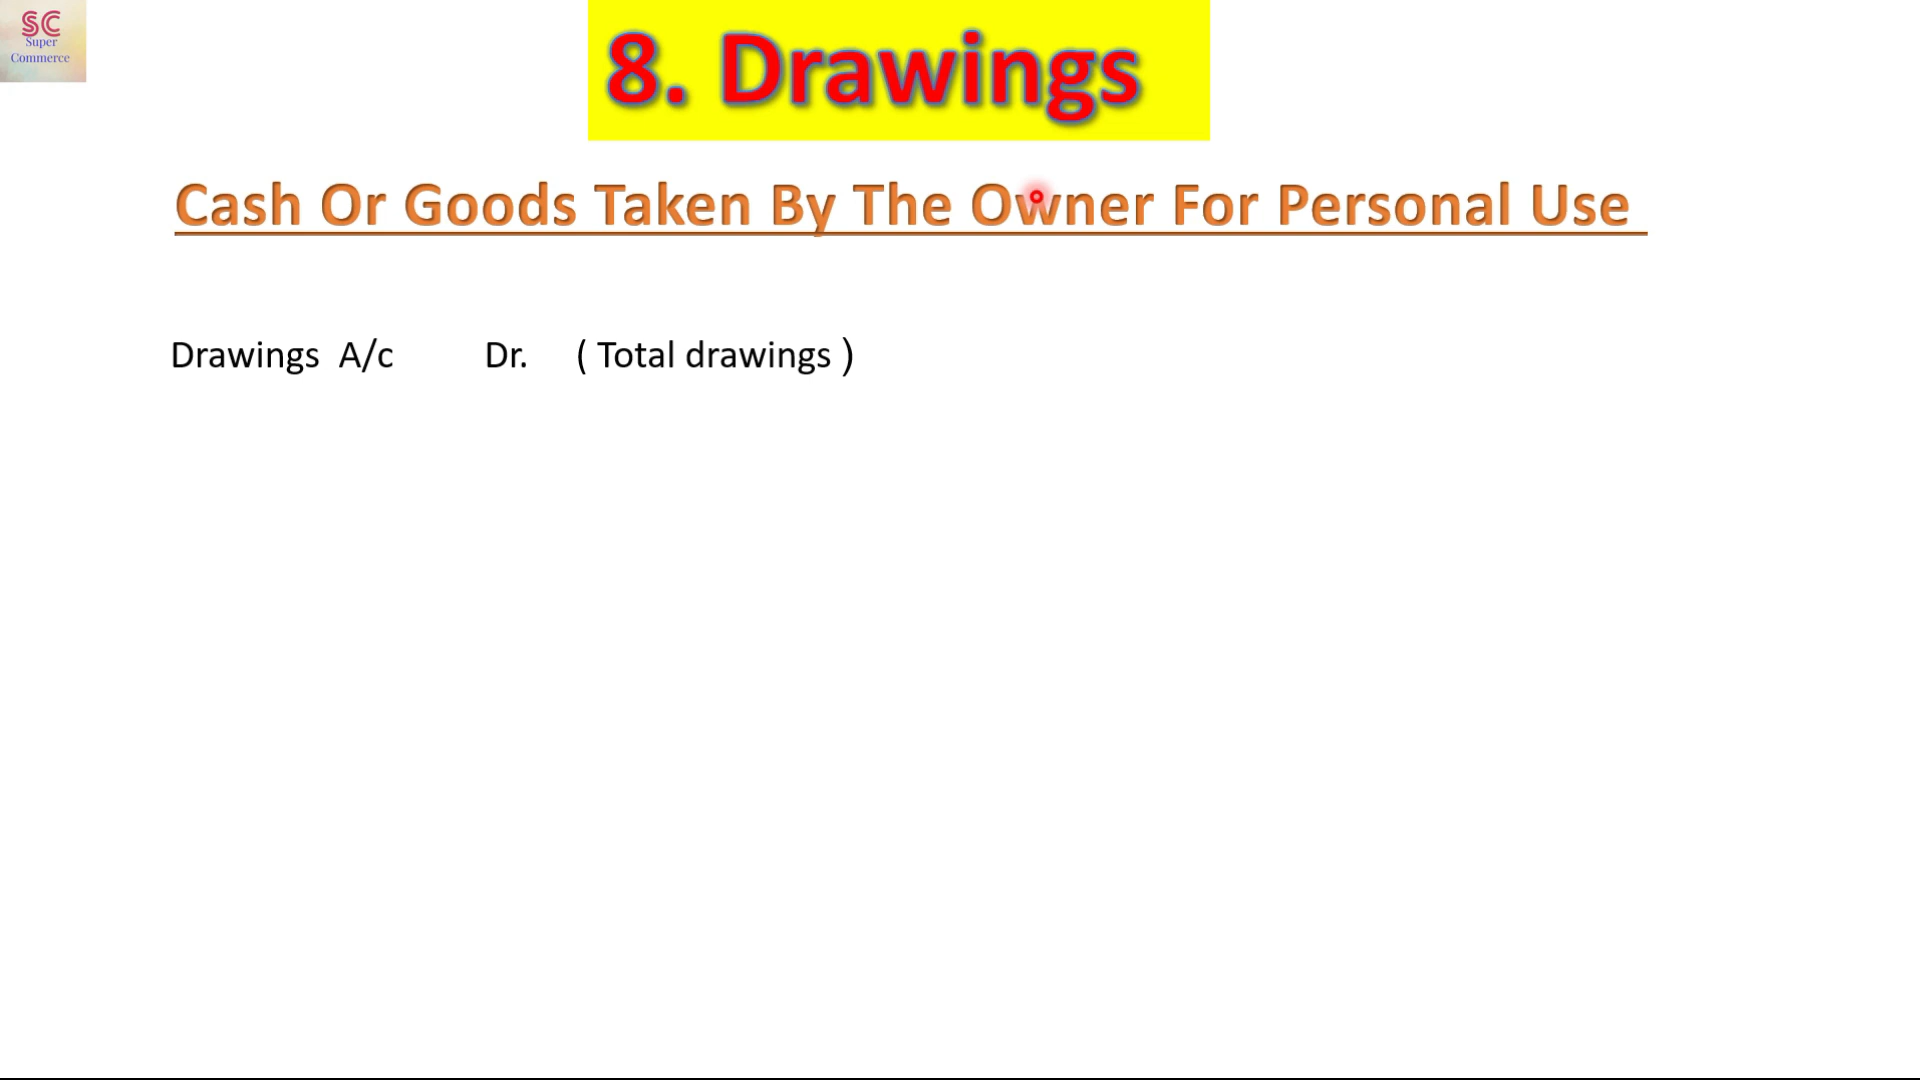 SC
Super
Commerce
8. Drawings
Cash Or Goods Taken By The Owner For Personal Use
Drawings A/c Dr. ( Total drawings )